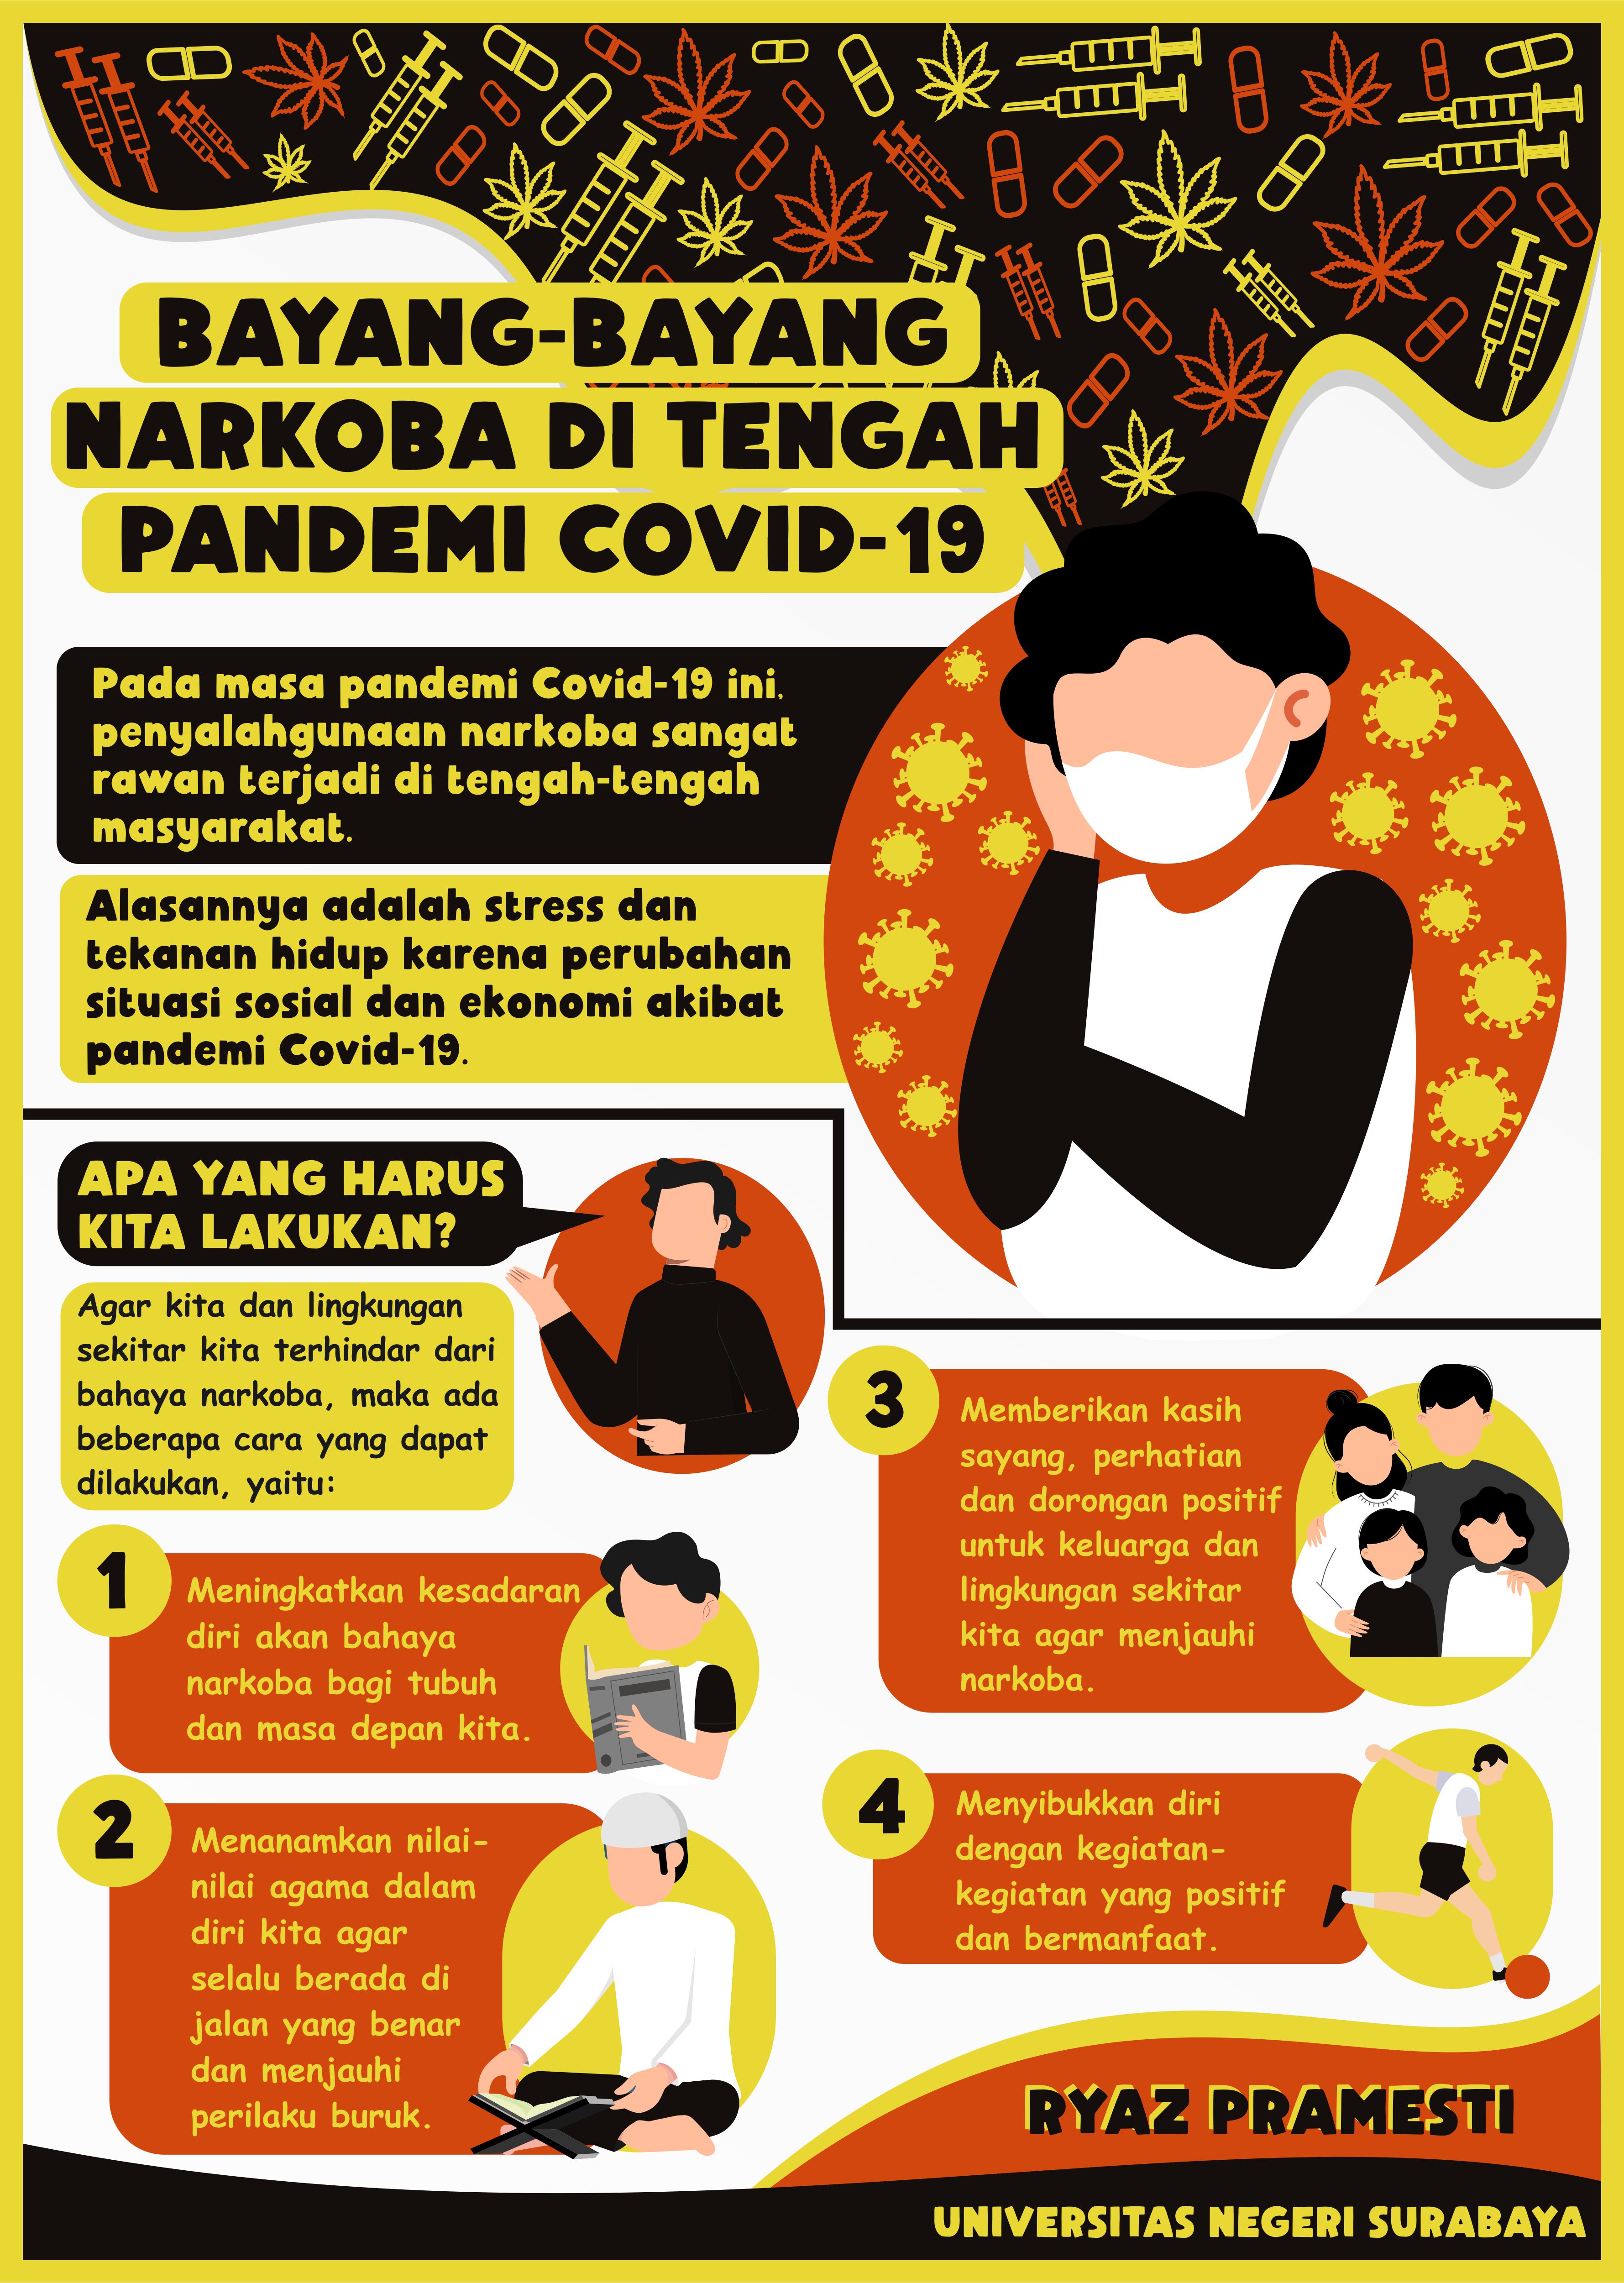 BAYANG-BAYANG
NARKOBA DI TENGAH
PANDEMI COVID-19
Pada masa pandemi Covid-19 ini,
penyalahgunaan narkoba sangat
rawan terjadi di tengah-tengah
masyarakat.
Alasannya adalah stress dan
tekanan hidup karena perubahan
situasi sosial dan ekonomi akibat
pandemi Covid-19.
APA YANG HARUS
KITA LAKUKAN?
Agar kita dan lingkungan
sekitar kita terhindar dari
bahaya narkoba, maka ada
beberapa cara yang dapat
dilakukan, yaitu:
1
Meningkatkan kesadaran
diri akan bahaya
narkoba bagi tubuh
dan masa depan kita.
2
Menanamkan nilai-
nilai agama dalam
diri kita agar
selalu berada di
jalan yang benar
dan menjauhi
perilaku buruk.
3
Memberikan kasih
sayang, perhatian
dan dorongan positif
untuk keluarga dan
lingkungan sekitar
kita agar menjauhi
narkoba.
4
Menyibukkan diri
dengan kegiatan-
kegiatan yang positif
dan bermanfaat.
RYAZ PRAMESTI
UNIVERSITAS NEGERI SURABAYA